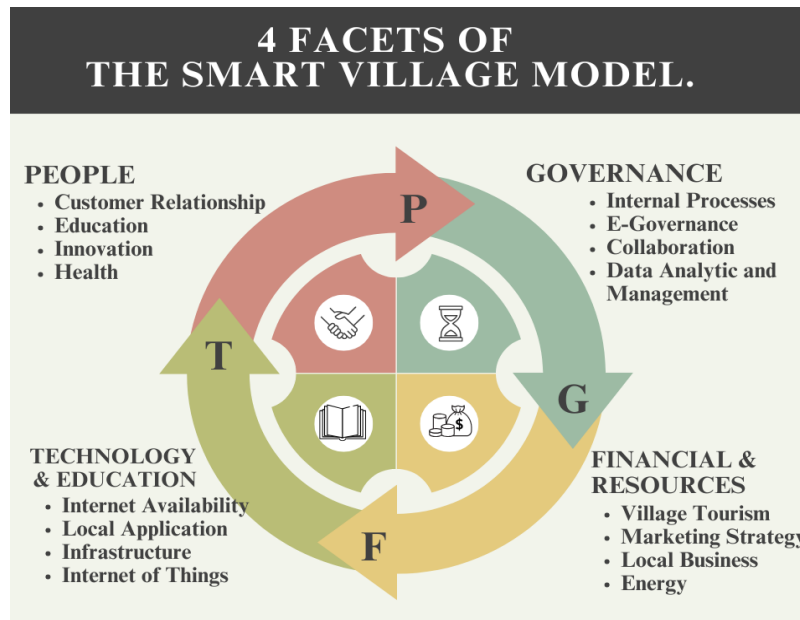 4 FACETS OF
THE SMART VILLAGE MODEL.
PEOPLE
• Customer Relationship
• Education
• Innovation
• Health
GOVERNANCE
• Internal Processes
• E-Governance
• Collaboration
• Data Analytic and
Management
P
T
G
F
$
TECHNOLOGY
& EDUCATION
• Internet Availability
• Local Application
• Infrastructure
• Internet of Things
FINANCIAL &
RESOURCES
• Village Tourism
• Marketing Strategy
• Local Business
• Energy